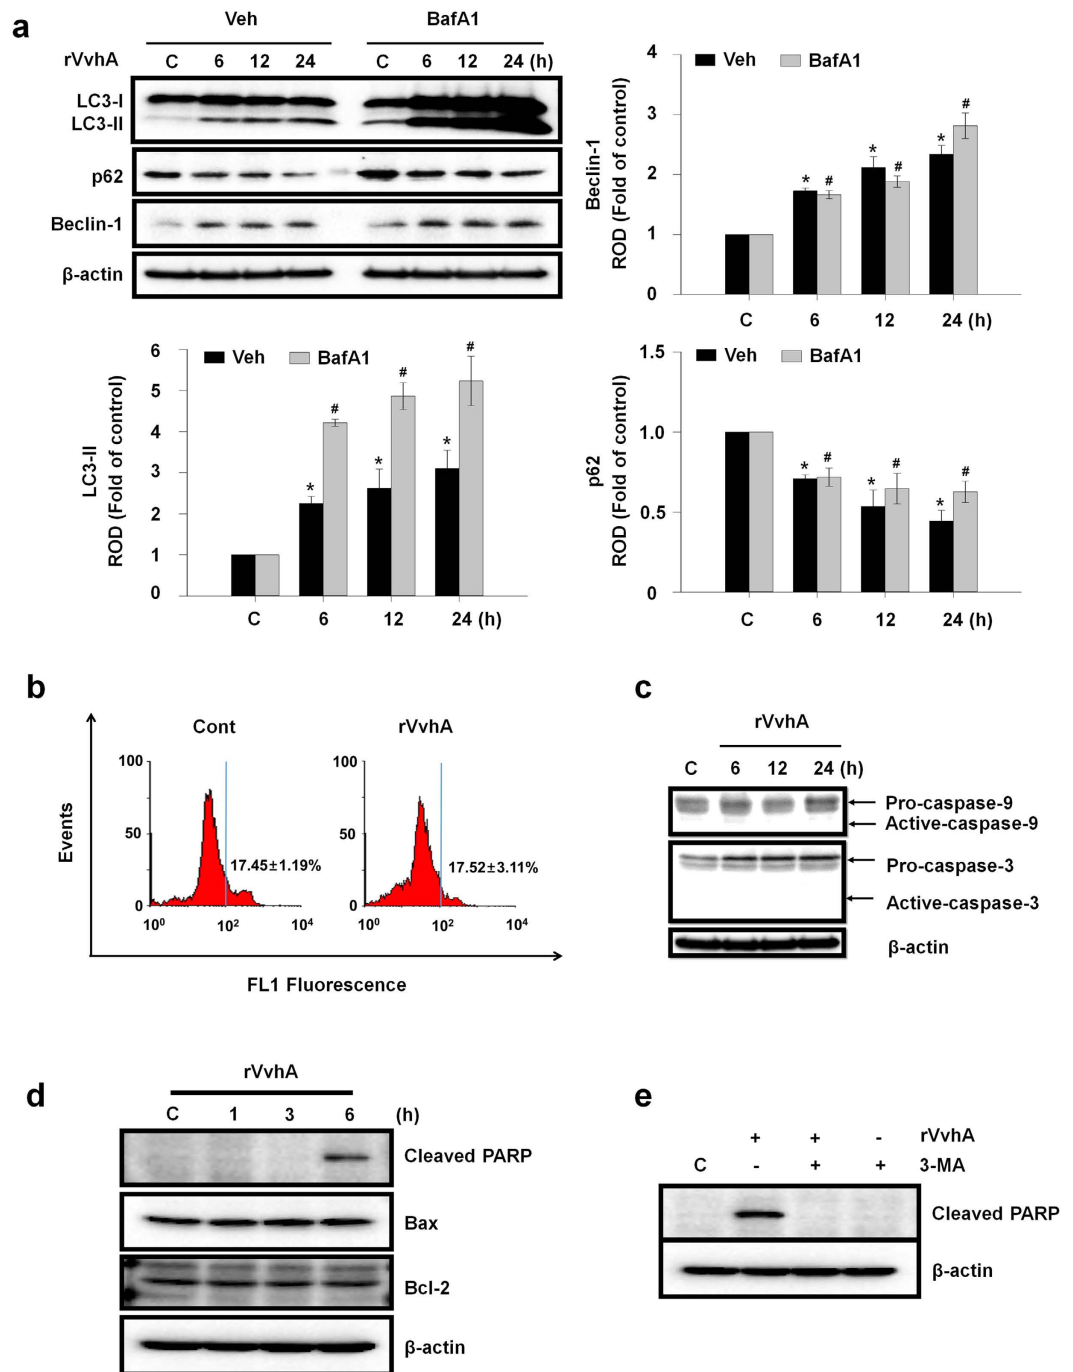 a
Veh BafA1
rVvhA C 6 12 24 C 6 12 24 (h)
LC3-I
LC3-II
p62
Beclin-1
β-actin
Veh BafA1
Beclin-1
ROD (Fold of control)
4
3
2
1
0
* # * # * #
C 6 12 24 (h)
Veh BafA1
LC3-II
ROD (Fold of control)
6
5
4
3
2
1
0
* # * # * #
C 6 12 24 (h)
Veh BafA1
p62
ROD (Fold of control)
1.5
1.0
0.5
0
* # * # * #
C 6 12 24 (h)
b
Cont rVvhA
Events
100
50
0
17.45±1.19%
10⁰ 10² 10⁴
100
50
0
17.52±3.11%
10⁰ 10² 10⁴
FL1 Fluorescence
c
rVvhA
C 6 12 24 (h)
Pro-caspase-9
Active-caspase-9
Pro-caspase-3
Active-caspase-3
β-actin
d
rVvhA
C 1 3 6 (h)
Cleaved PARP
Bax
Bcl-2
β-actin
e
+ + - rVvhA
C - + + 3-MA
Cleaved PARP
β-actin